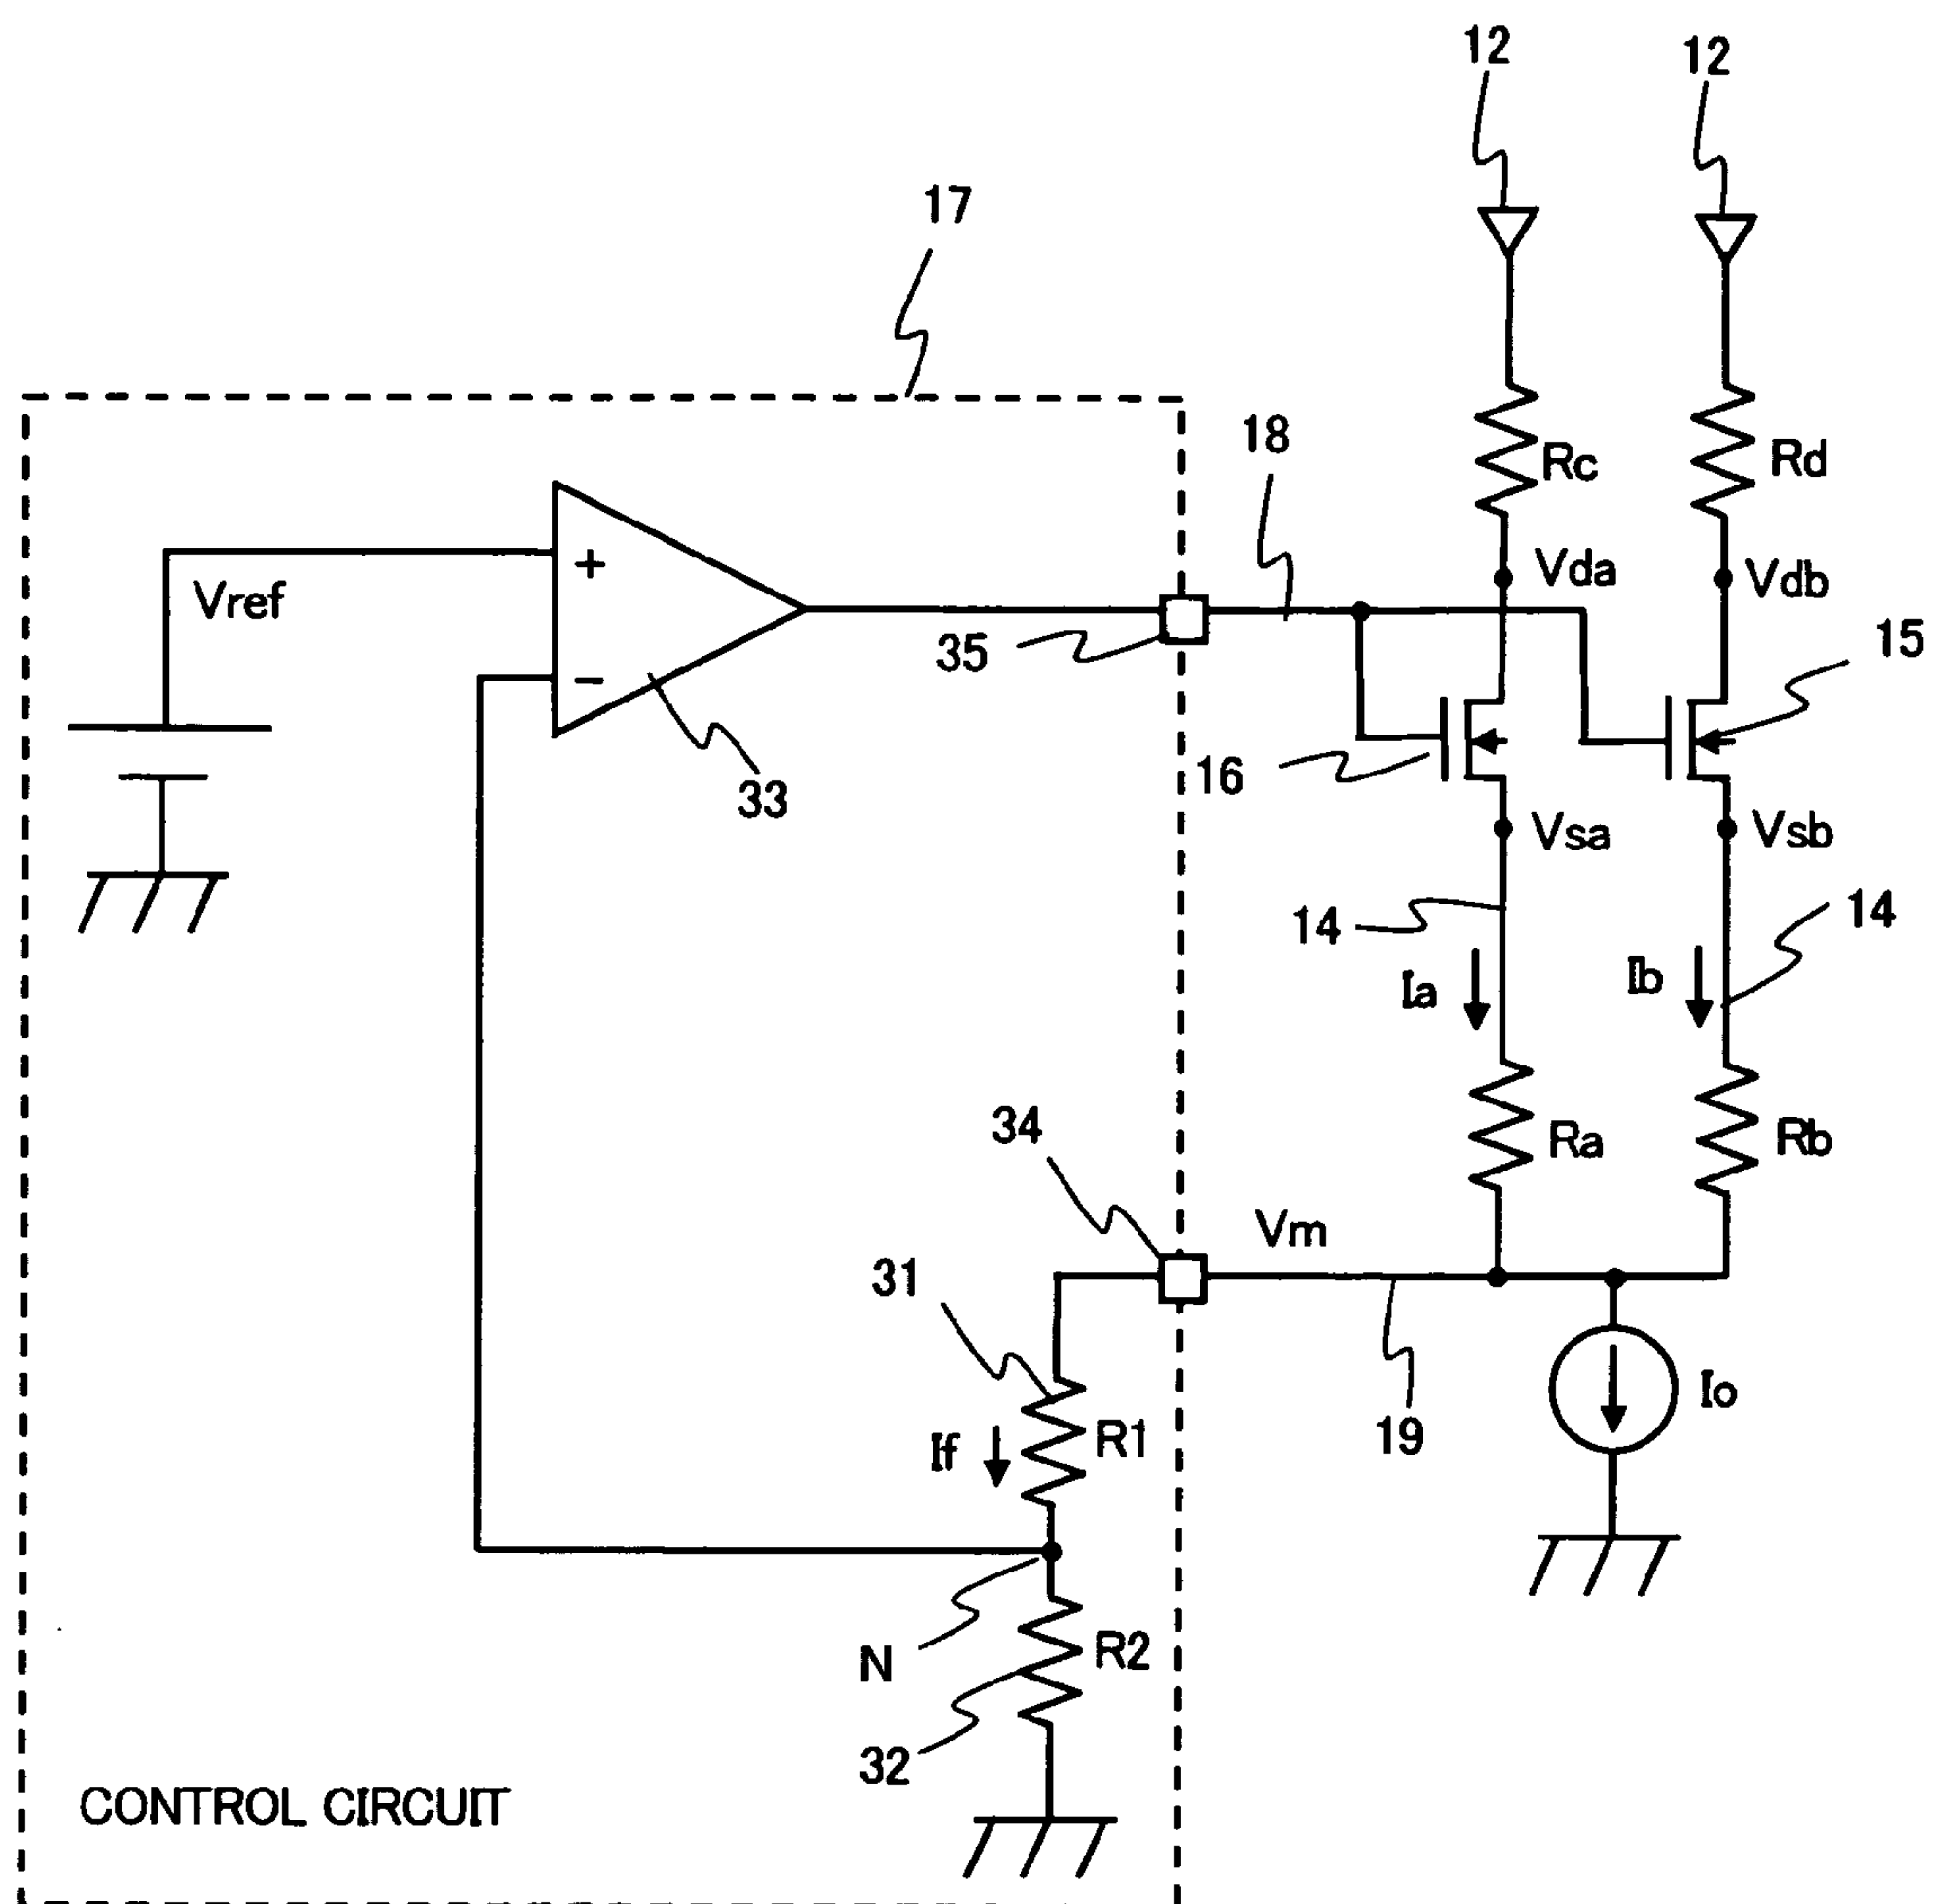 12
12
17
18
Rc
Rd
+
Vref
Vda
Vdb
35
15
−
33
16
Vsa
Vsb
14
14
Ia
Ib
34
Ra
Rb
Vm
31
If
R1
19
Io
N
R2
32
CONTROL CIRCUIT